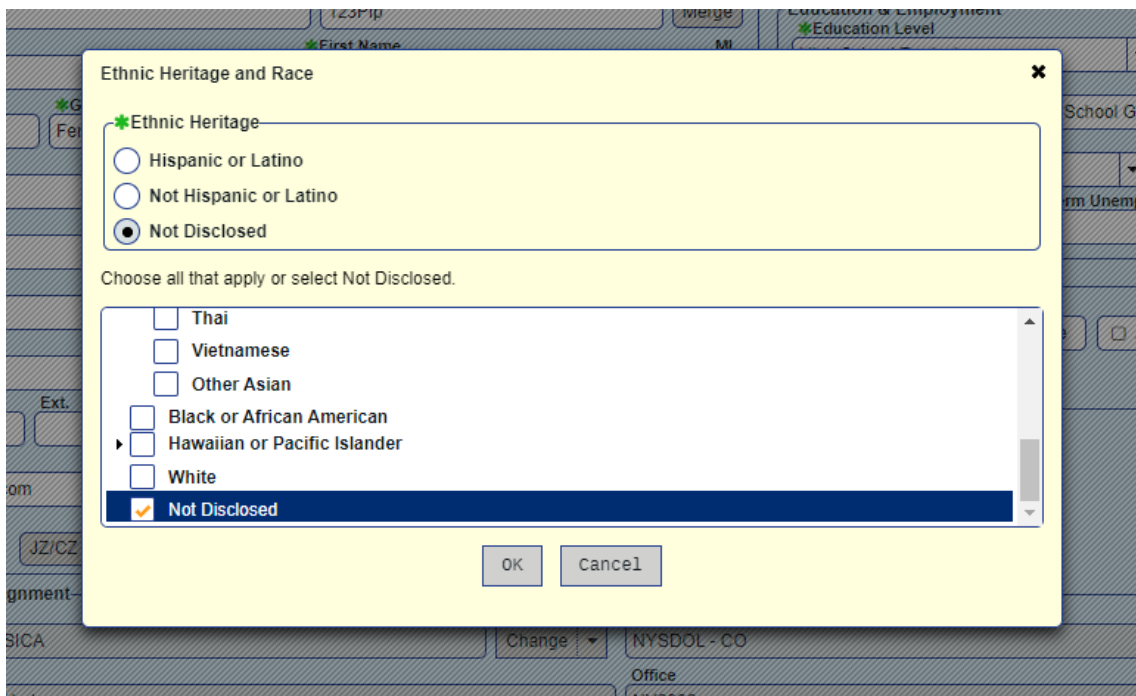 123Pip
Merge
Education & Employment
*Education Level
*First Name
MI
Ethnic Heritage and Race
*Ethnic Heritage
School G
Hispanic or Latino
Not Hispanic or Latino
rm Unemp
Not Disclosed
Choose all that apply or select Not Disclosed.
Thai
Vietnamese
Other Asian
Ext.
Black or African American
Hawaiian or Pacific Islander
White
com
Not Disclosed
JZ/CZ
OK
Cancel
gnment
SICA
Change
NYSDOL - CO
Office